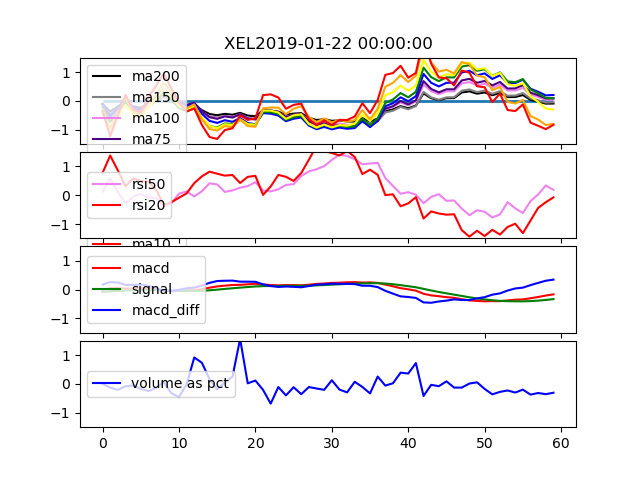 XEL2019-01-22 00:00:00
1
0
−1
ma200
ma150
ma100
ma75
1
0
−1
rsi50
rsi20
ma10
1
0
−1
macd
signal
macd_diff
1
0
−1
volume as pct
0 10 20 30 40 50 60